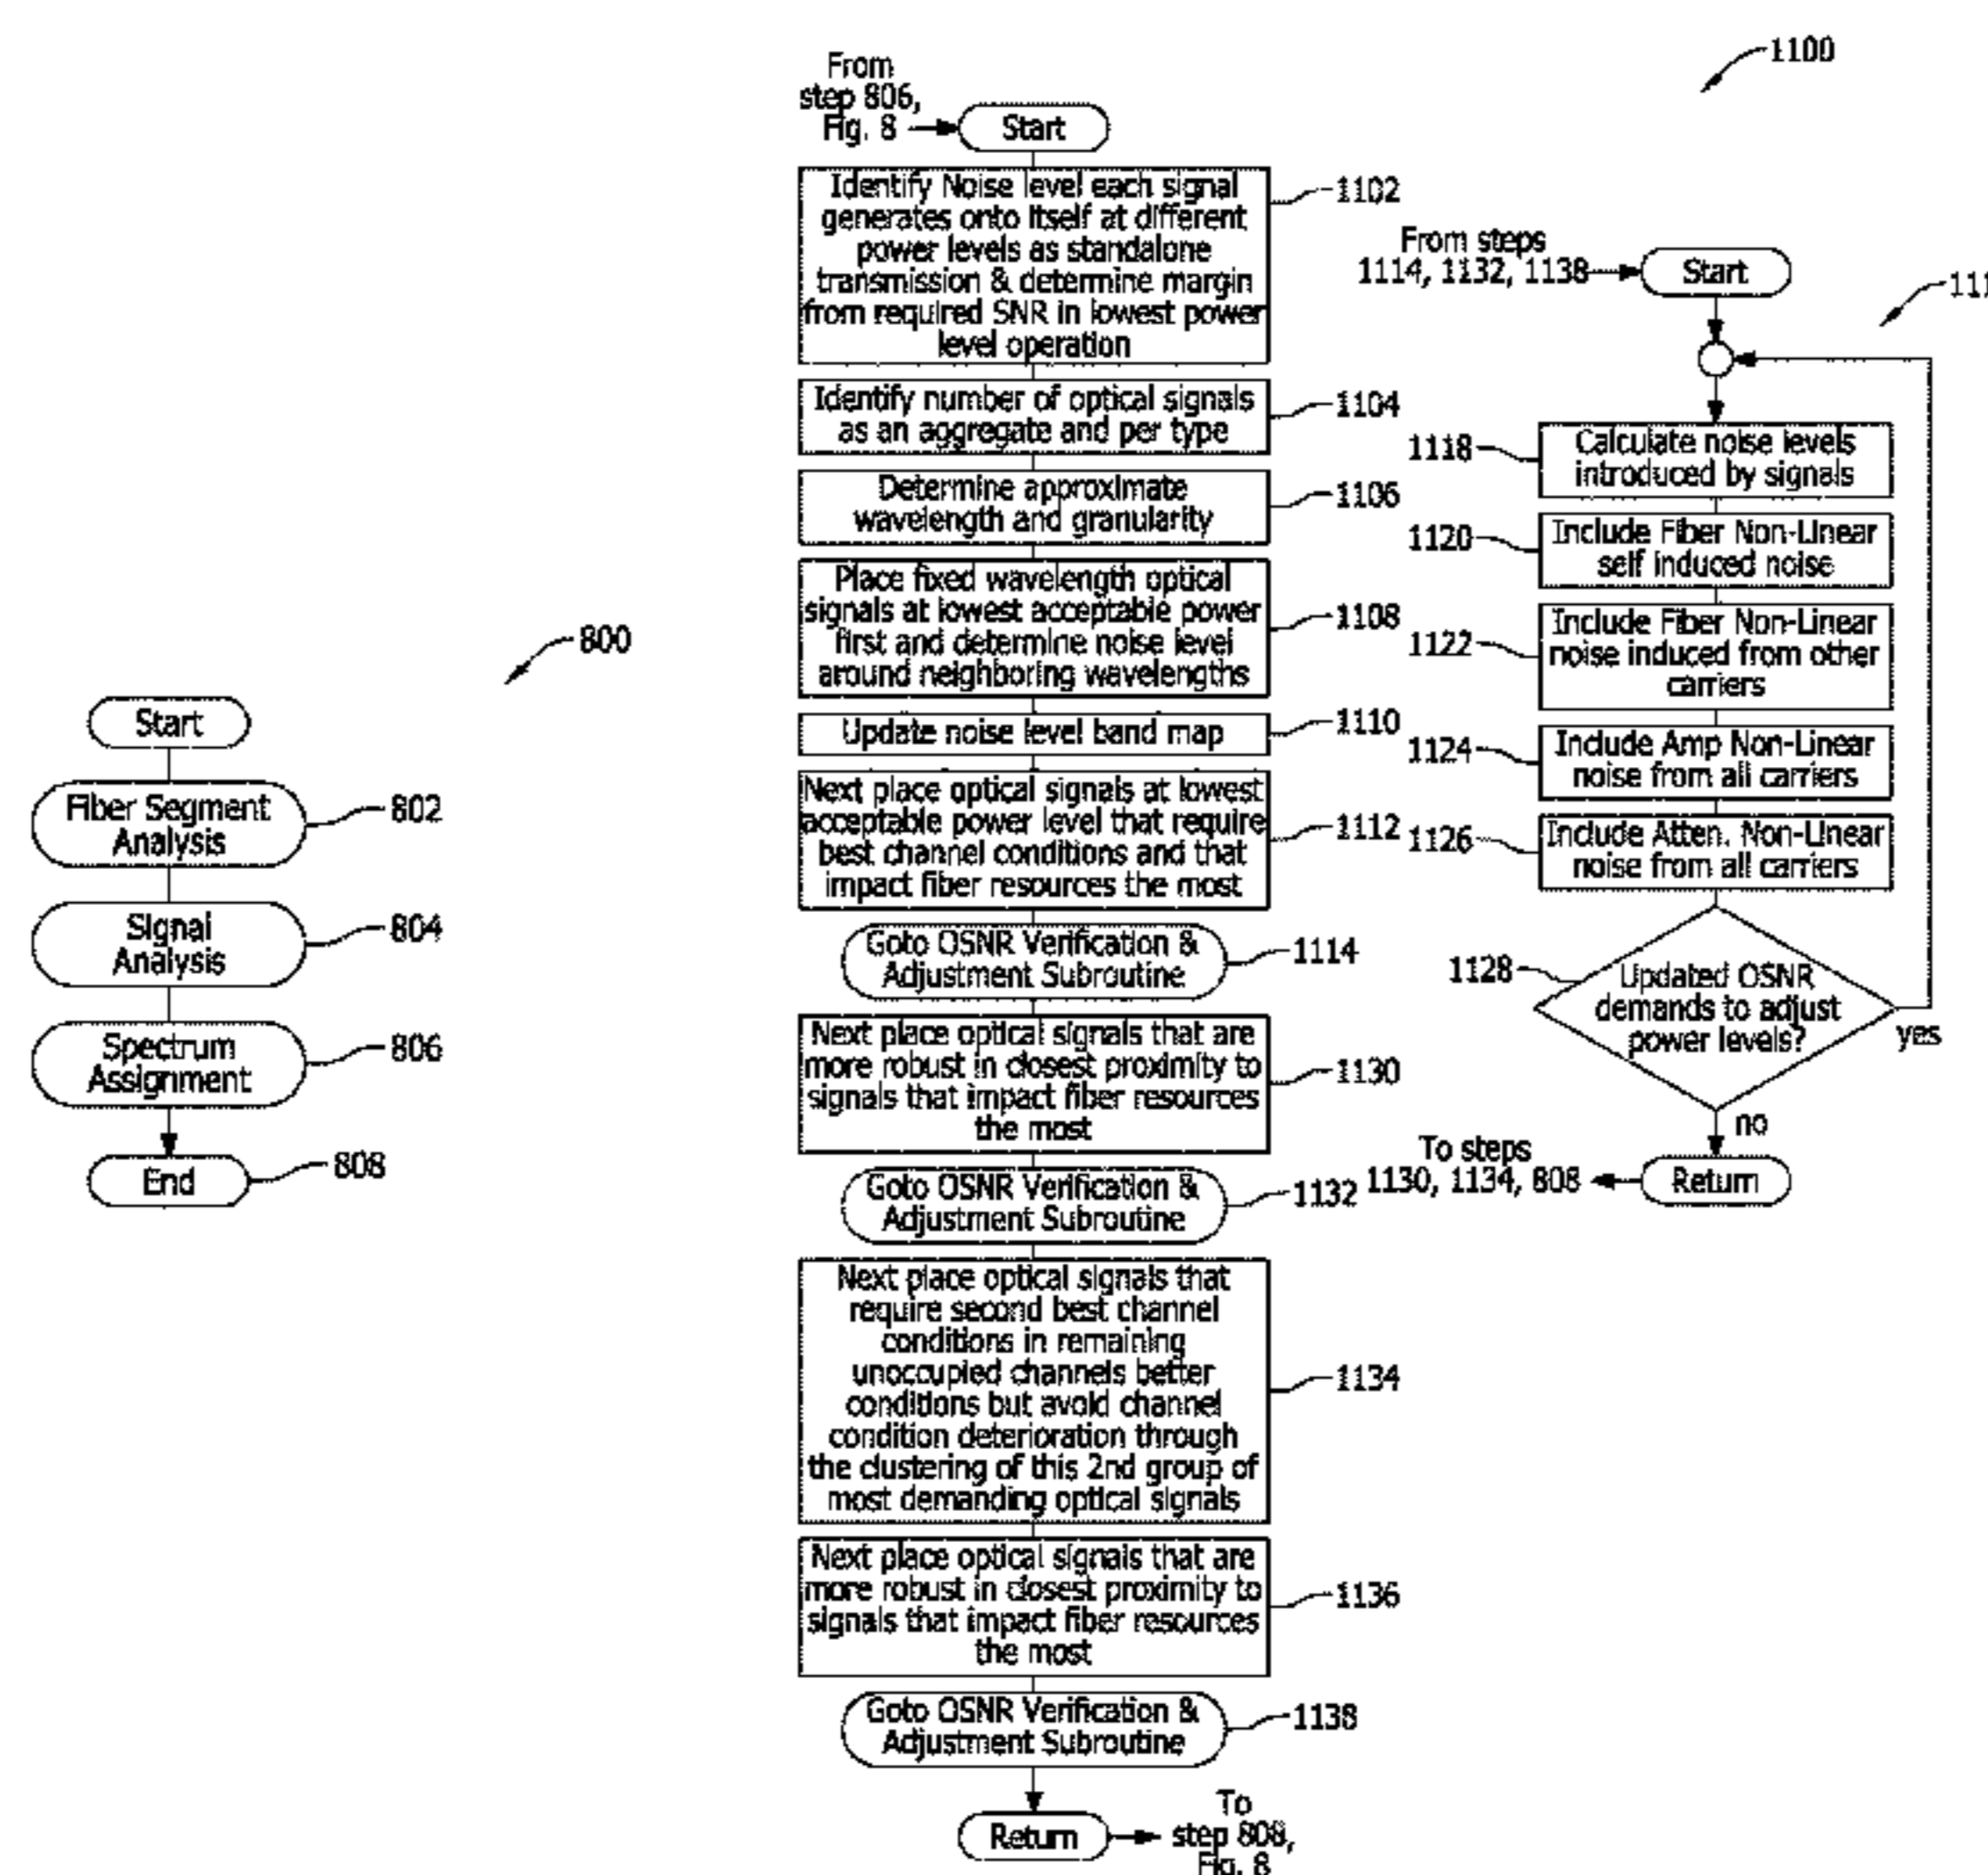 800
Start
Fiber Segment
Analysis
802
Signal
Analysis
804
Spectrum
Assignment
806
End
808
1100
From
step 806,
Fig. 8
Start
Identify Noise level each signal
generates onto itself at different
power levels as standalone
transmission & determine margin
from required SNR in lowest power
level operation
1102
Identify number of optical signals
as an aggregate and per type
1104
Determine approximate
wavelength and granularity
1106
Place fixed wavelength optical
signals at lowest acceptable power
first and determine noise level
around neighboring wavelengths
1108
Update noise level band map
1110
Next place optical signals at lowest
acceptable power level that require
best channel conditions and that
impact fiber resources the most
1112
Goto OSNR Verification &
Adjustment Subroutine
1114
Next place optical signals that are
more robust in closest proximity to
signals that impact fiber resources
the most
1130
Goto OSNR Verification &
Adjustment Subroutine
1132
Next place optical signals that
require second best channel
conditions in remaining
unoccupied channels better
conditions but avoid channel
condition deterioration through
the clustering of this 2nd group of
most demanding optical signals
1134
Next place optical signals that are
more robust in closest proximity to
signals that impact fiber resources
the most
1136
Goto OSNR Verification &
Adjustment Subroutine
1138
Return
To
step 808,
Fig. 8
From steps
1114, 1132, 1138
Start
1118
Calculate noise levels
introduced by signals
1120
Include Fiber Non-Linear
self induced noise
1122
Include Fiber Non-Linear
noise induced from other
carriers
1124
Include Amp Non-Linear
noise from all carriers
1126
Include Atten. Non-Linear
noise from all carriers
1128
Updated OSNR
demands to adjust
power levels?
yes
no
To steps
1130, 1134, 808
Return